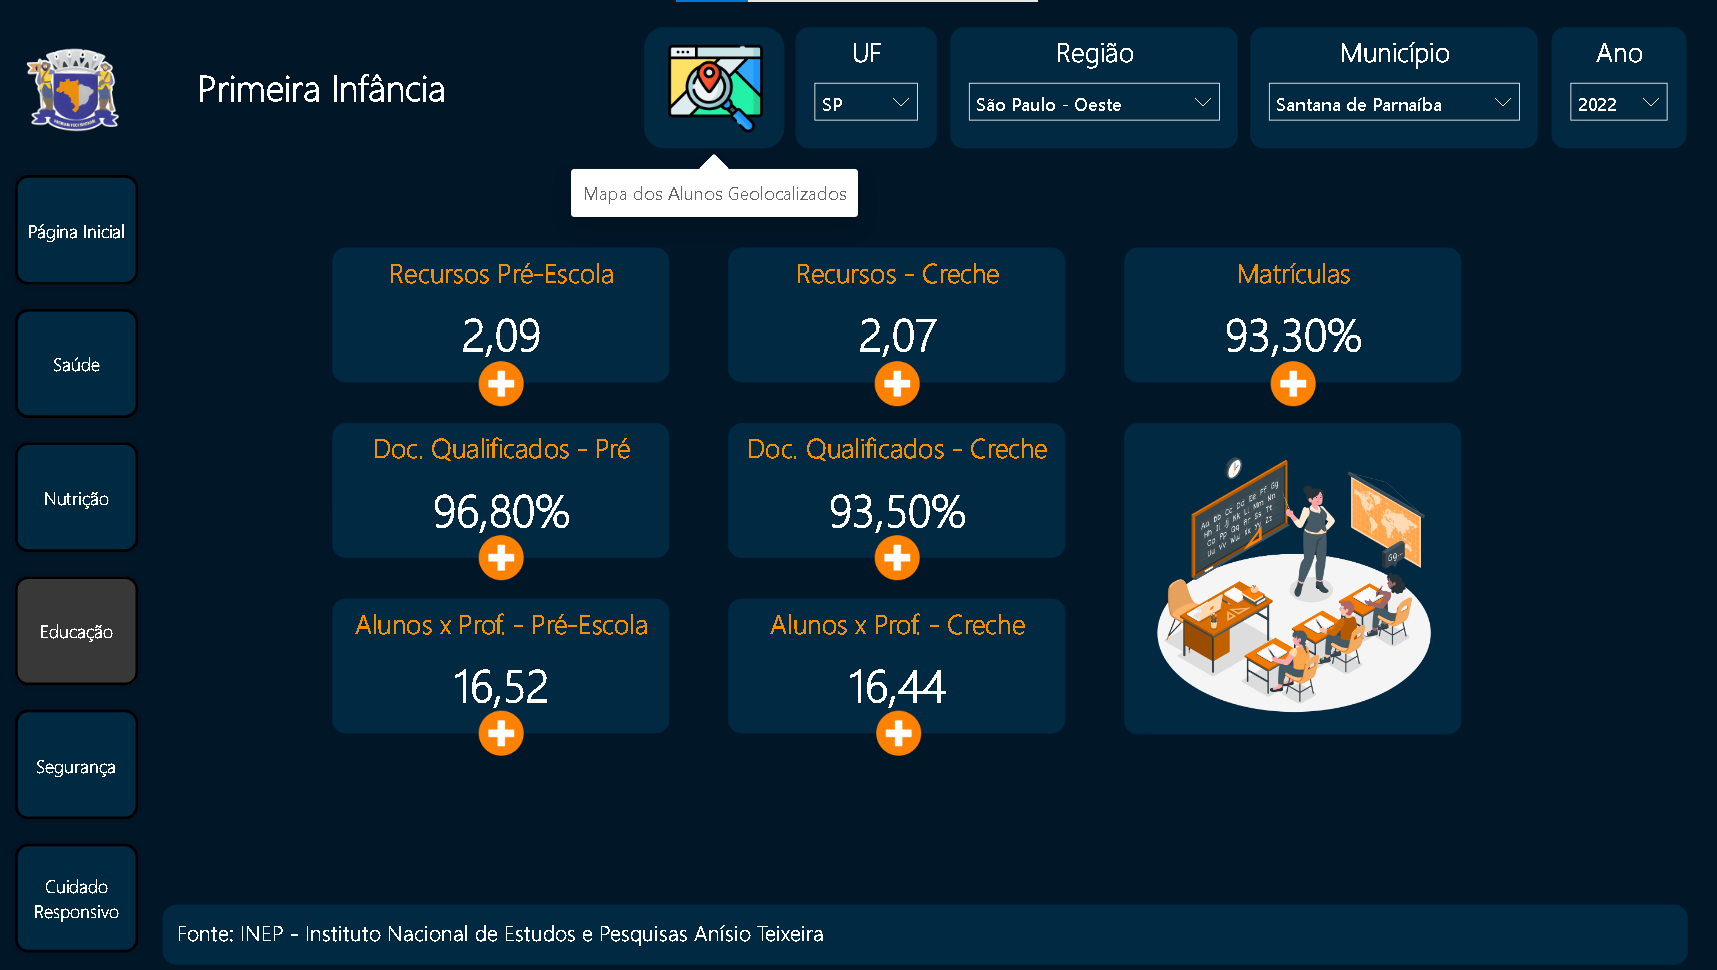 Primeira Infância
UF
SP
Região
São Paulo - Oeste
Município
Santana de Parnaíba
Ano
2022
Mapa dos Alunos Geolocalizados
Página Inicial
Saúde
Nutrição
Educação
Segurança
Cuidado
Responsivo
Recursos Pré-Escola
2,09
Recursos - Creche
2,07
Matrículas
93,30%
Doc. Qualificados - Pré
96,80%
Doc. Qualificados - Creche
93,50%
Alunos x Prof. - Pré-Escola
16,52
Alunos x Prof. - Creche
16,44
Fonte: INEP - Instituto Nacional de Estudos e Pesquisas Anísio Teixeira